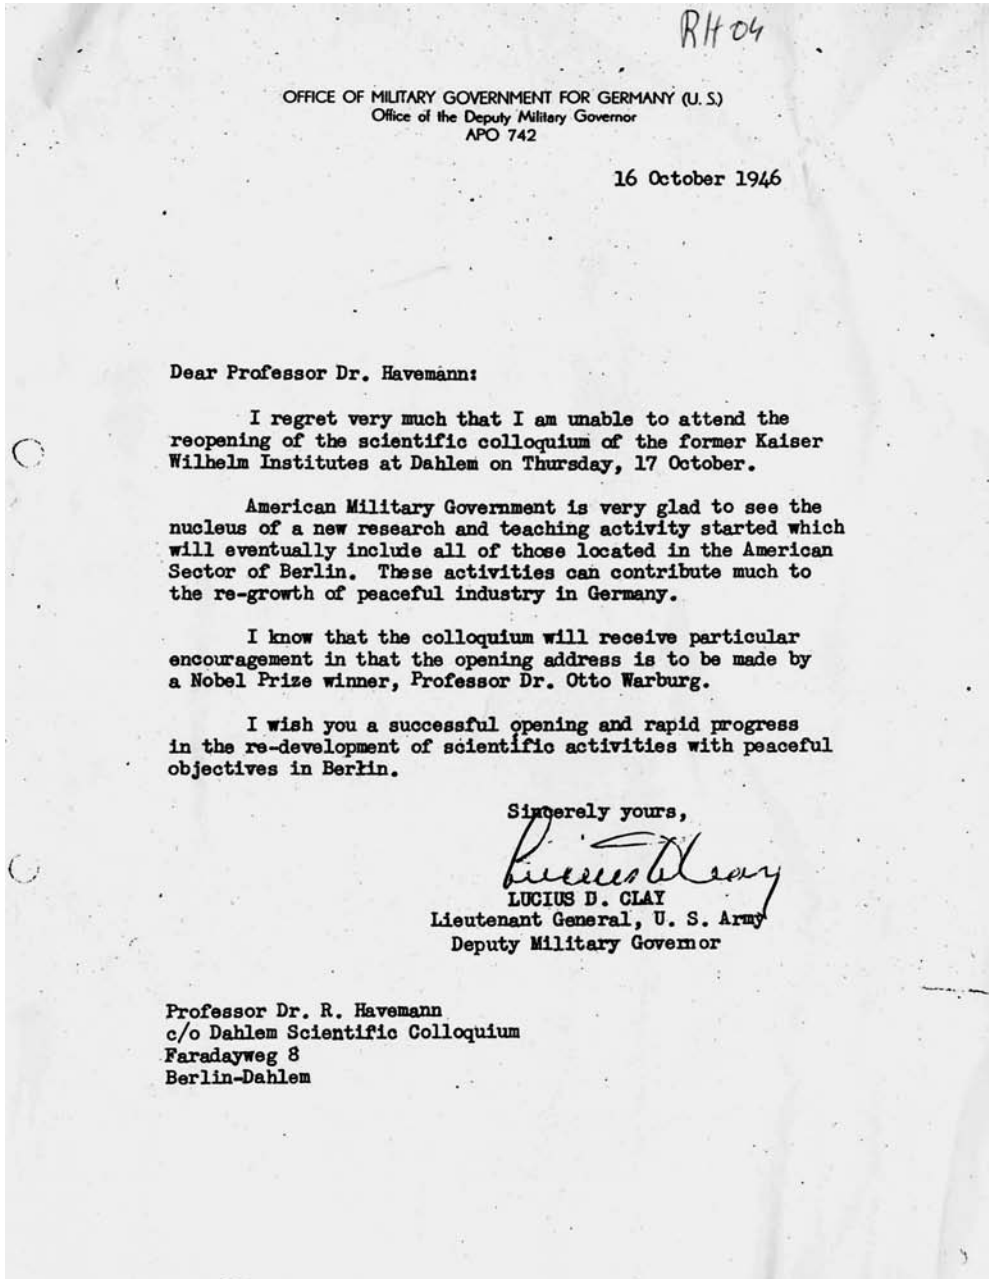 RH 04
OFFICE OF MILITARY GOVERNMENT FOR GERMANY (U. S.)
Office of the Deputy Military Governor
APO 742
16 October 1946
Dear Professor Dr. Havemann:
I regret very much that I am unable to attend the
reopening of the scientific colloquium of the former Kaiser
Wilhelm Institutes at Dahlem on Thursday, 17 October.
American Military Government is very glad to see the
nucleus of a new research and teaching activity started which
will eventually include all of those located in the American
Sector of Berlin. These activities can contribute much to
the re-growth of peaceful industry in Germany.
I know that the colloquium will receive particular
encouragement in that the opening address is to be made by
a Nobel Prize winner, Professor Dr. Otto Warburg.
I wish you a successful opening and rapid progress
in the re-development of scientific activities with peaceful
objectives in Berlin.
Sincerely yours,
Lucius D Clay
LUCIUS D. CLAY
Lieutenant General, U. S. Army
Deputy Military Governor
Professor Dr. R. Havemann
c/o Dahlem Scientific Colloquium
Faradayweg 8
Berlin-Dahlem